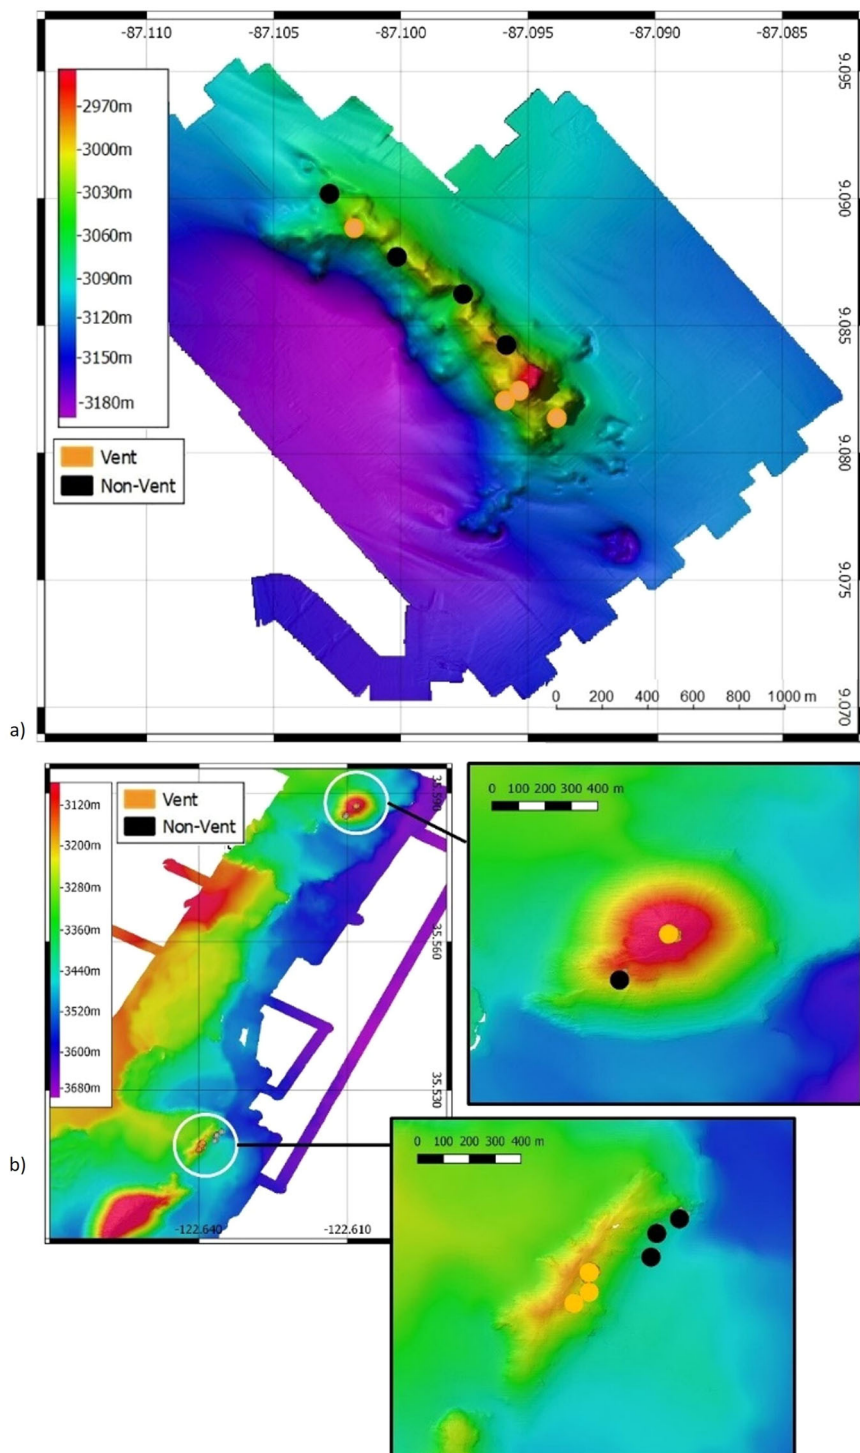 -87.110 -87.105 -87.100 -87.095 -87.090 -87.085
9.095
9.090
9.085
9.080
9.075
9.070
-2970m
-3000m
-3030m
-3060m
-3090m
-3120m
-3150m
-3180m
Vent
Non-Vent
0 200 400 600 800 1000 m
a)
-3120m
-3200m
-3280m
-3360m
-3440m
-3520m
-3600m
-3680m
Vent
Non-Vent
35.590
35.560
35.530
-122.640 -122.610
0 100 200 300 400 m
0 100 200 300 400 m
b)